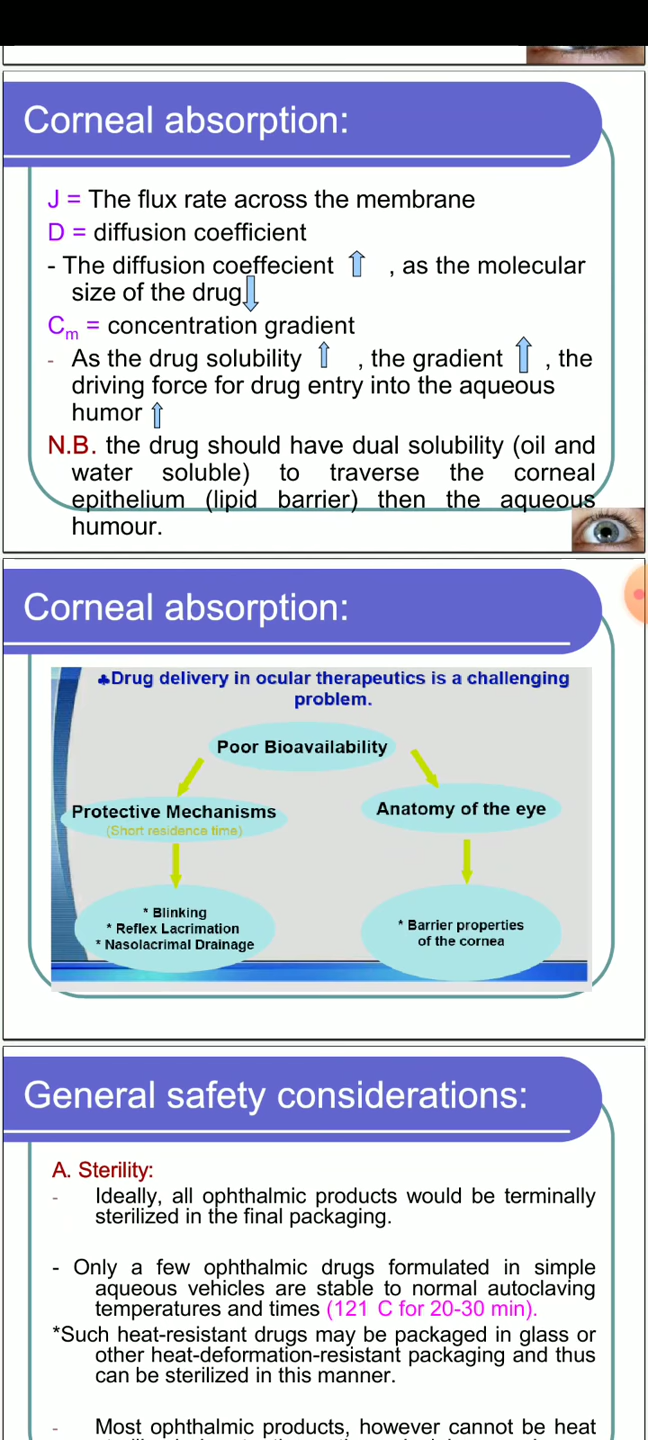 Corneal absorption:
J = The flux rate across the membrane
D = diffusion coefficient
- The diffusion coeffecient ⇧ , as the molecular
size of the drug⇩
Cm = concentration gradient
- As the drug solubility ⇧ , the gradient ⇧ , the
driving force for drug entry into the aqueous
humor ⇧
N.B. the drug should have dual solubility (oil and
water soluble) to traverse the corneal
epithelium (lipid barrier) then the aqueous
humour.
Corneal absorption:
♣Drug delivery in ocular therapeutics is a challenging
problem.
Poor Bioavailability
Protective Mechanisms
(Short residence time)
Anatomy of the eye
* Blinking
* Reflex Lacrimation
* Nasolacrimal Drainage
* Barrier properties
of the cornea
General safety considerations:
A. Sterility:
- Ideally, all ophthalmic products would be terminally
sterilized in the final packaging.
- Only a few ophthalmic drugs formulated in simple
aqueous vehicles are stable to normal autoclaving
temperatures and times (121 C for 20-30 min).
*Such heat-resistant drugs may be packaged in glass or
other heat-deformation-resistant packaging and thus
can be sterilized in this manner.
- Most ophthalmic products, however cannot be heat